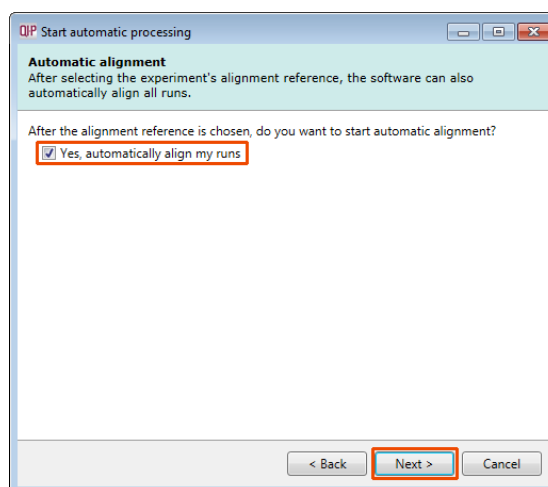 QIP Start automatic processing
Automatic alignment
After selecting the experiment's alignment reference, the software can also
automatically align all runs.
After the alignment reference is chosen, do you want to start automatic alignment?
Yes, automatically align my runs
< Back
Next >
Cancel